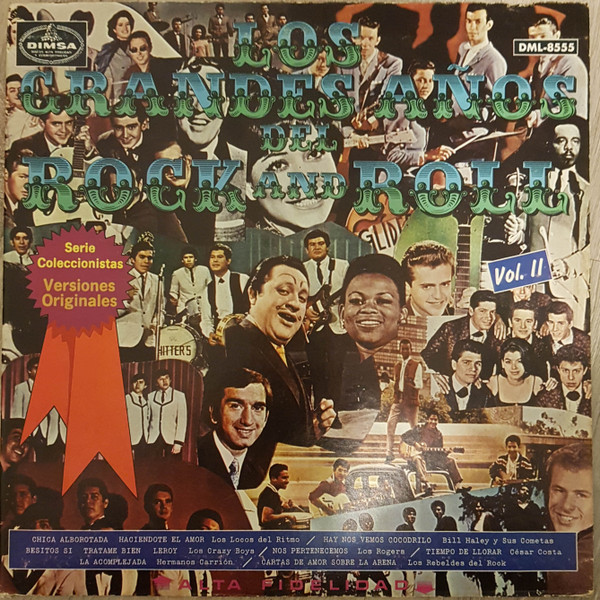 DIMSA
DML-8555
LOS
GRANDES AÑOS
DEL
ROCK AND ROLL
Serie
Coleccionistas
Versiones
Originales
Vol. II
GLID
HITTER'S
CHICA ALBOROTADA HACIENDOTE EL AMOR Los Locos del Ritmo / HAY NOS VEMOS COCODRILO Bill Haley y Sus Cometas
BESITOS SI TRATAME BIEN LEROY Los Crazy Boys / NOS PERTENECEMOS Los Rogers / TIEMPO DE LLORAR César Costa
LA ACOMPLEJADA Hermanos Carrión / CARTAS DE AMOR SOBRE LA ARENA Los Rebeldes del Rock
ALTA FIDELIDAD